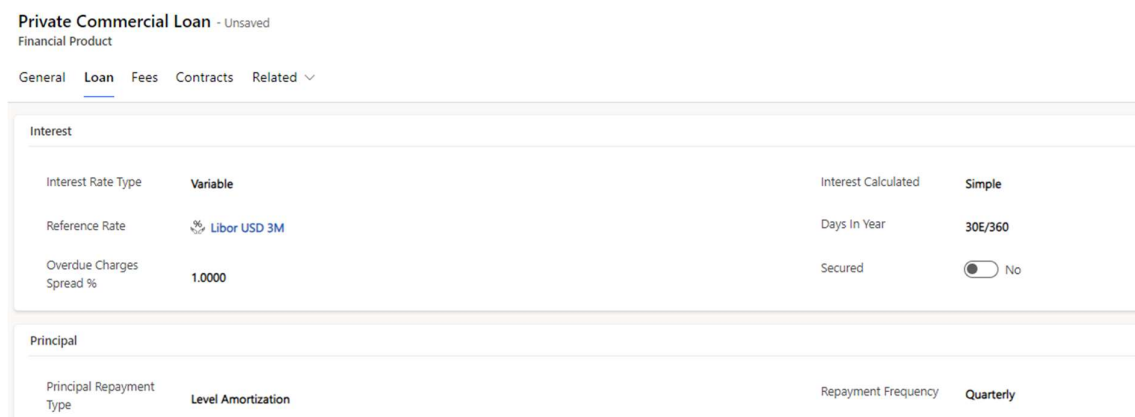 Private Commercial Loan - Unsaved
Financial Product
General Loan Fees Contracts Related
Interest
Interest Rate Type Variable Interest Calculated Simple
Reference Rate Libor USD 3M Days In Year 30E/360
Overdue Charges
Spread % 1.0000 Secured No
Principal
Principal Repayment
Type Level Amortization Repayment Frequency Quarterly